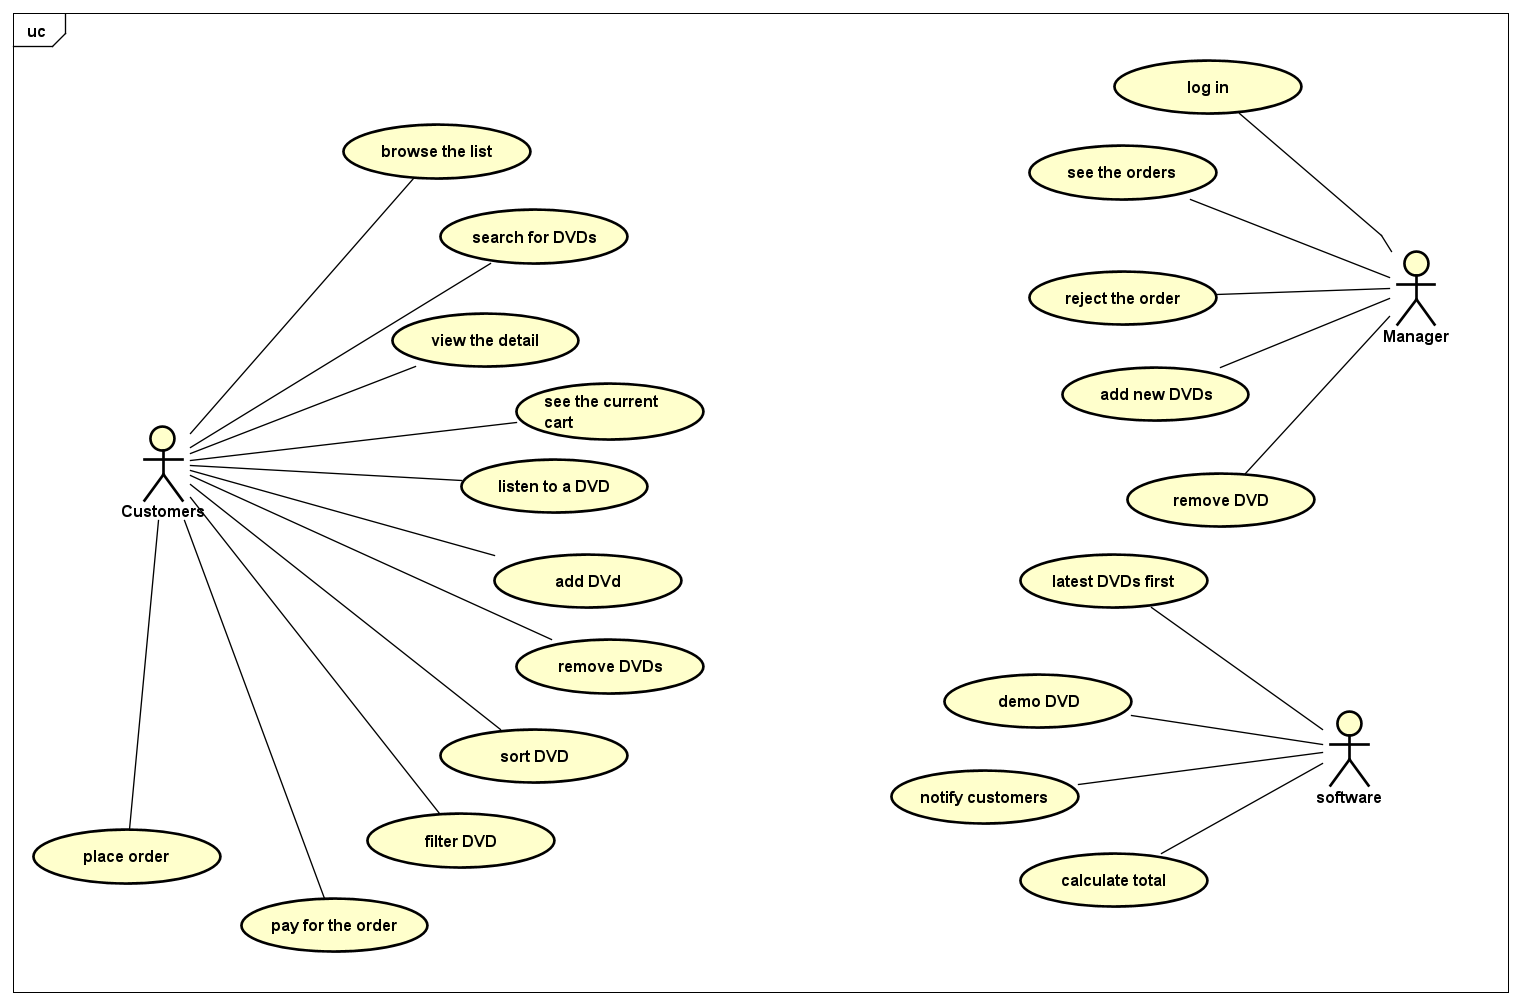 uc
log in
browse the list
see the orders
search for DVDs
reject the order
Manager
view the detail
add new DVDs
see the current
cart
listen to a DVD
remove DVD
Customers
add DVd
latest DVDs first
remove DVDs
demo DVD
sort DVD
notify customers
software
filter DVD
place order
calculate total
pay for the order